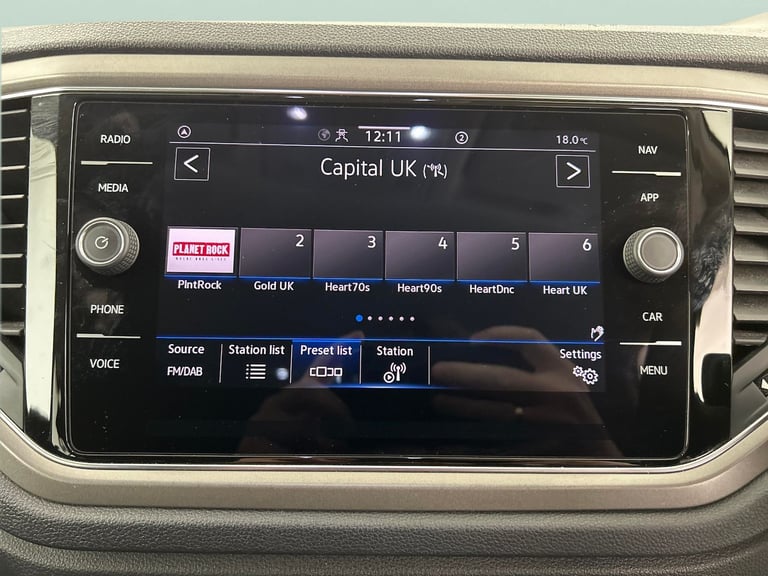 RADIO
MEDIA
PHONE
VOICE
12:11
2
18.0°C
Capital UK
PLANET ROCK
2
3
4
5
6
PlntRock
Gold UK
Heart70s
Heart90s
HeartDnc
Heart UK
Source
FM/DAB
Station list
Preset list
Station
Settings
NAV
APP
CAR
MENU